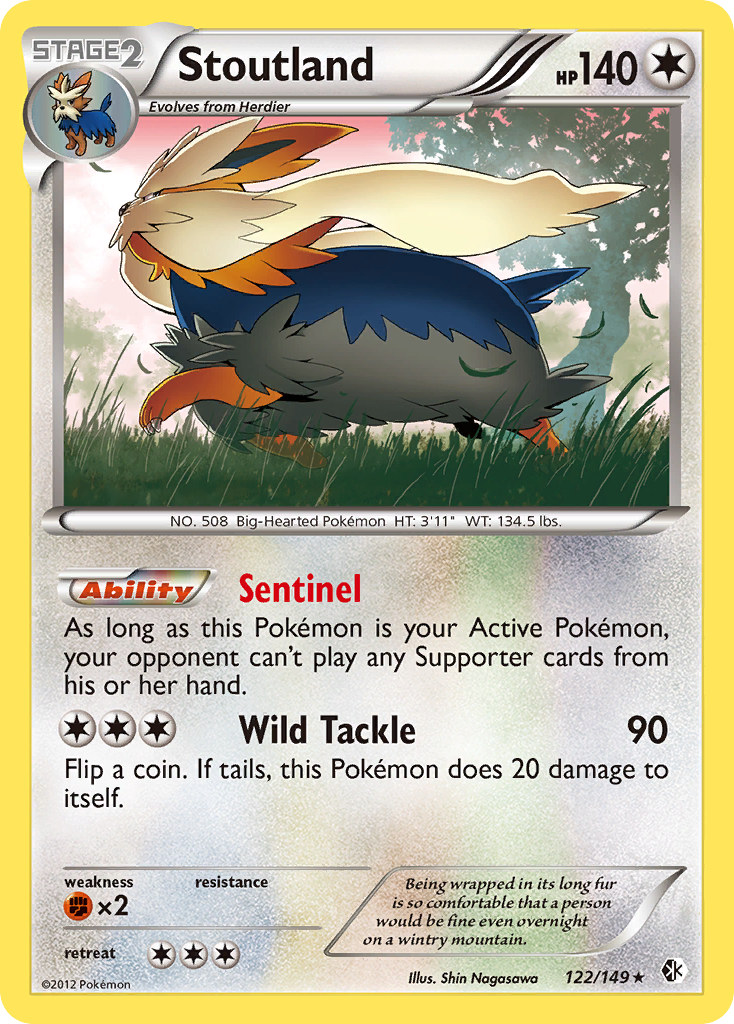 STAGE2
Stoutland
HP140
Evolves from Herdier
NO. 508 Big-Hearted Pokémon HT: 3'11" WT: 134.5 lbs.
Ability Sentinel
As long as this Pokémon is your Active Pokémon,
your opponent can't play any Supporter cards from
his or her hand.
Wild Tackle 90
Flip a coin. If tails, this Pokémon does 20 damage to
itself.
weakness resistance
×2
retreat
Being wrapped in its long fur
is so comfortable that a person
would be fine even overnight
on a wintry mountain.
©2012 Pokémon
Illus. Shin Nagasawa 122/149★